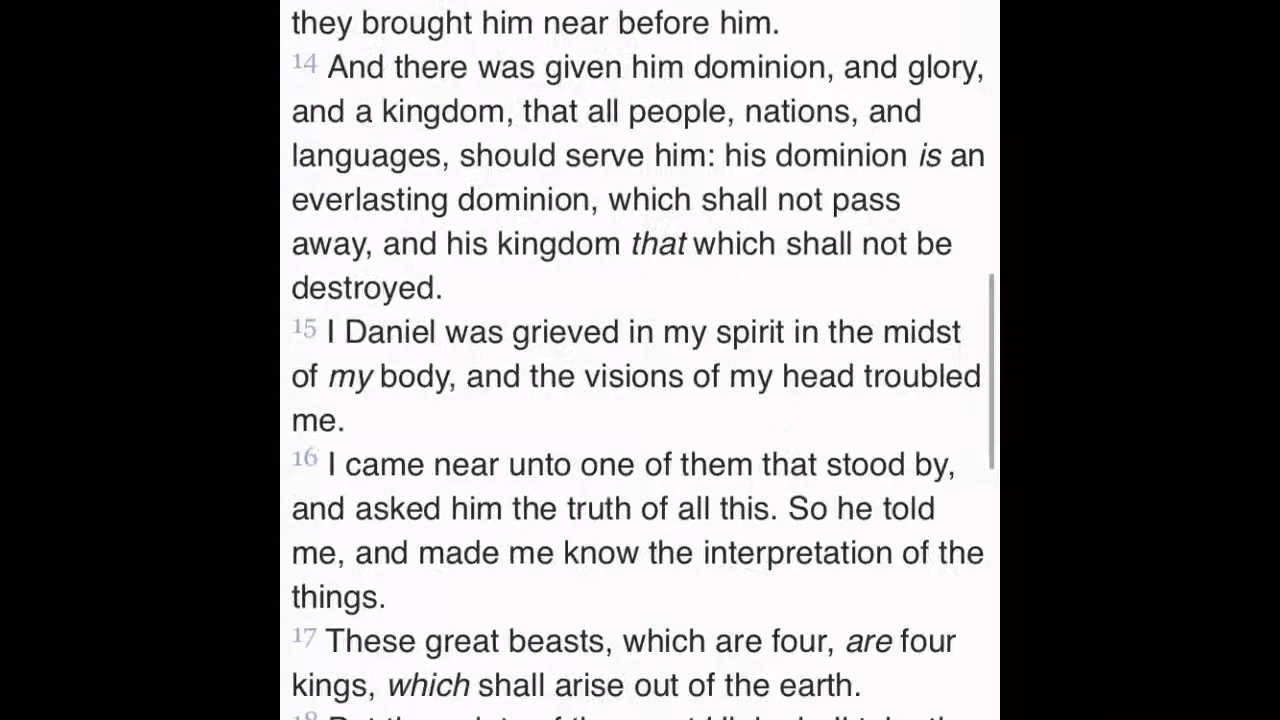 they brought him near before him.
14 And there was given him dominion, and glory,
and a kingdom, that all people, nations, and
languages, should serve him: his dominion is an
everlasting dominion, which shall not pass
away, and his kingdom that which shall not be
destroyed.
15 I Daniel was grieved in my spirit in the midst
of my body, and the visions of my head troubled
me.
16 I came near unto one of them that stood by,
and asked him the truth of all this. So he told
me, and made me know the interpretation of the
things.
17 These great beasts, which are four, are four
kings, which shall arise out of the earth.